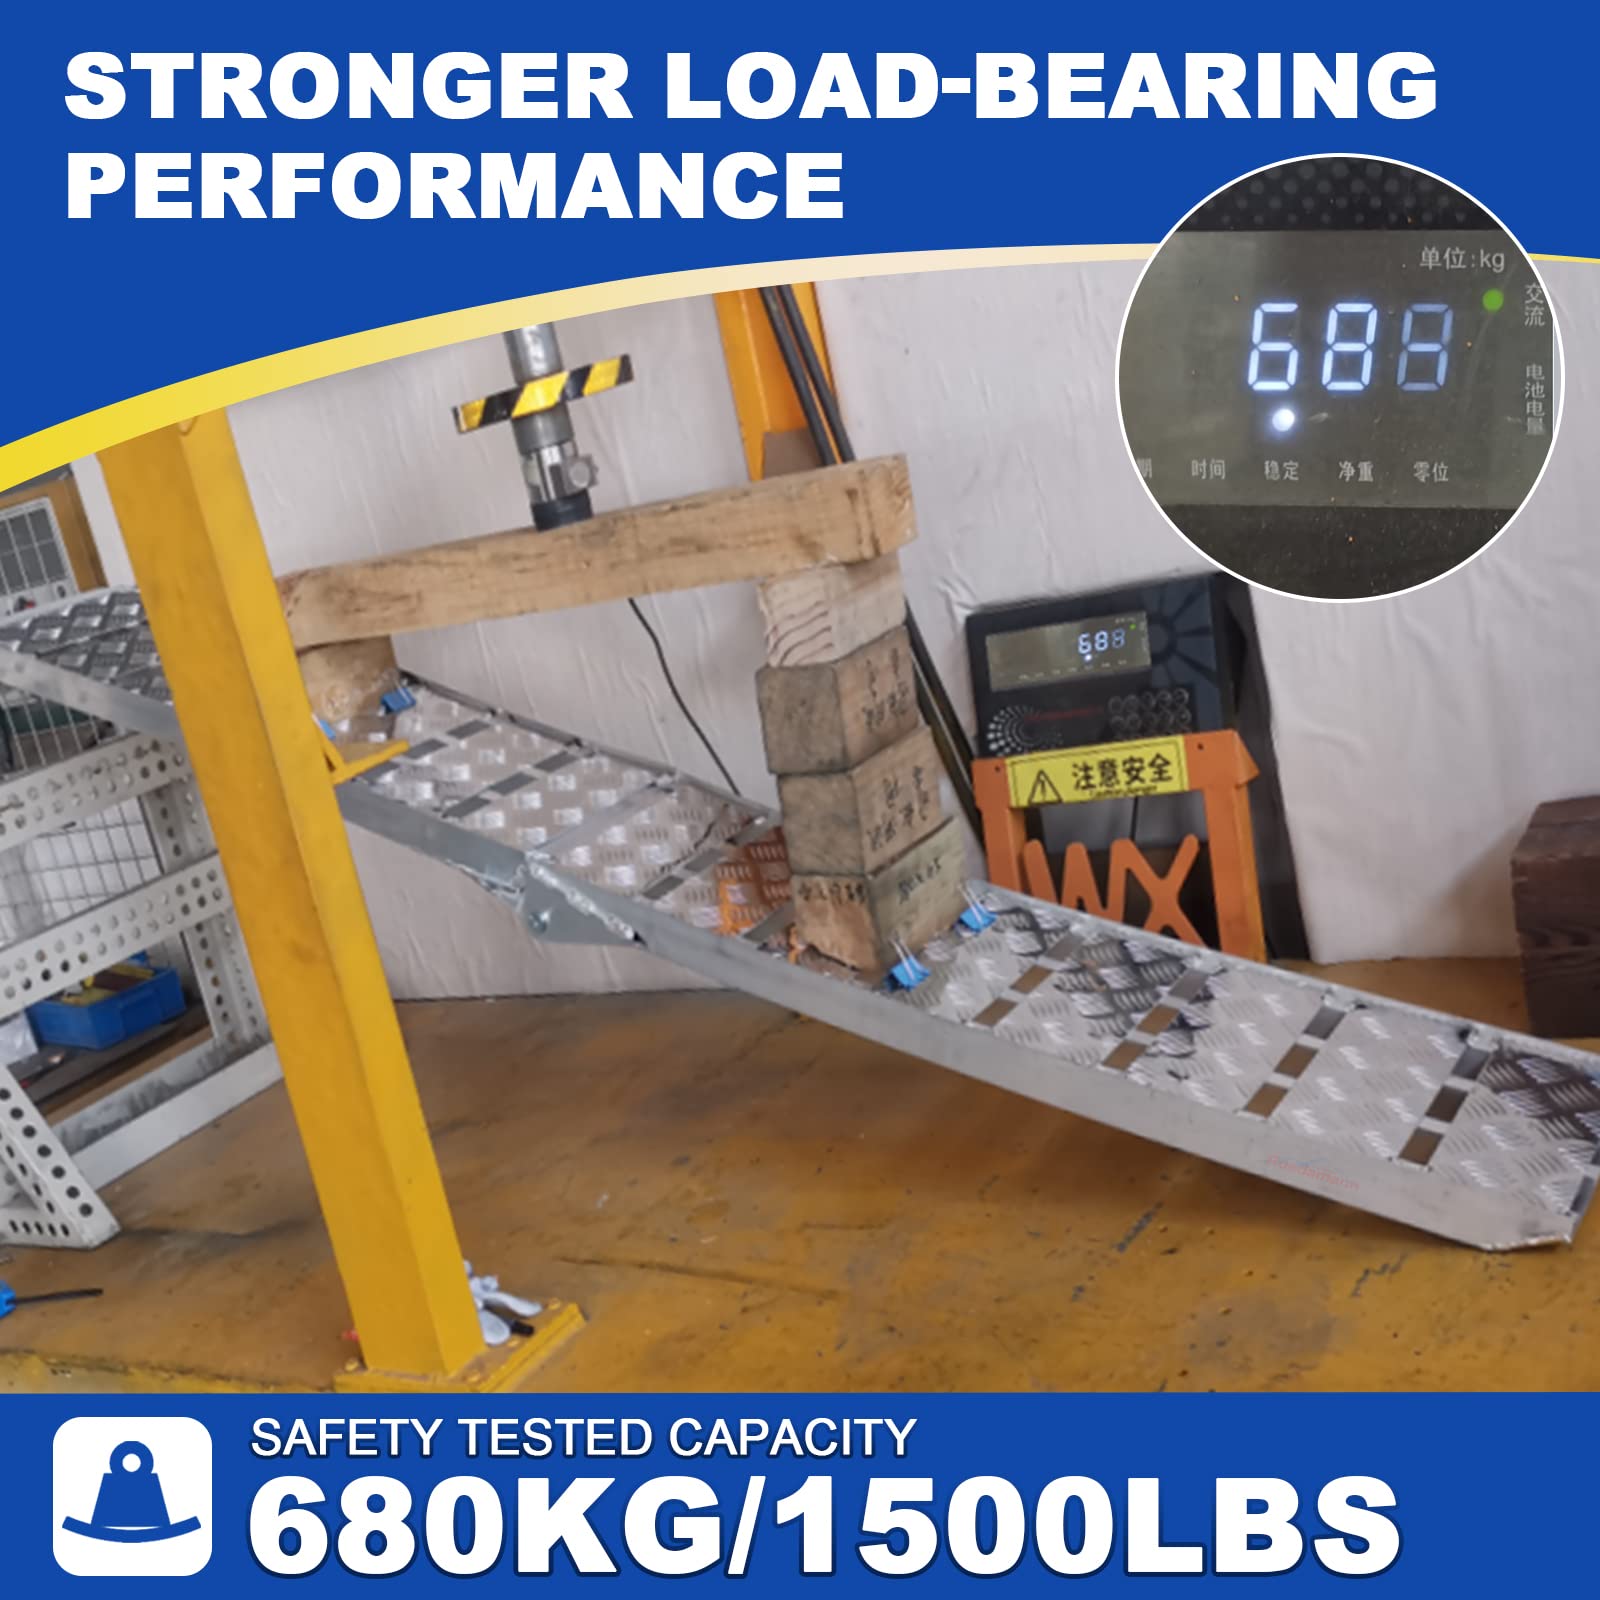 STRONGER LOAD-BEARING
PERFORMANCE
单位:kg
688
交流
电池电量
时间 稳定 净重 零位
688
注意安全
WX
SAFETY TESTED CAPACITY
680KG/1500LBS